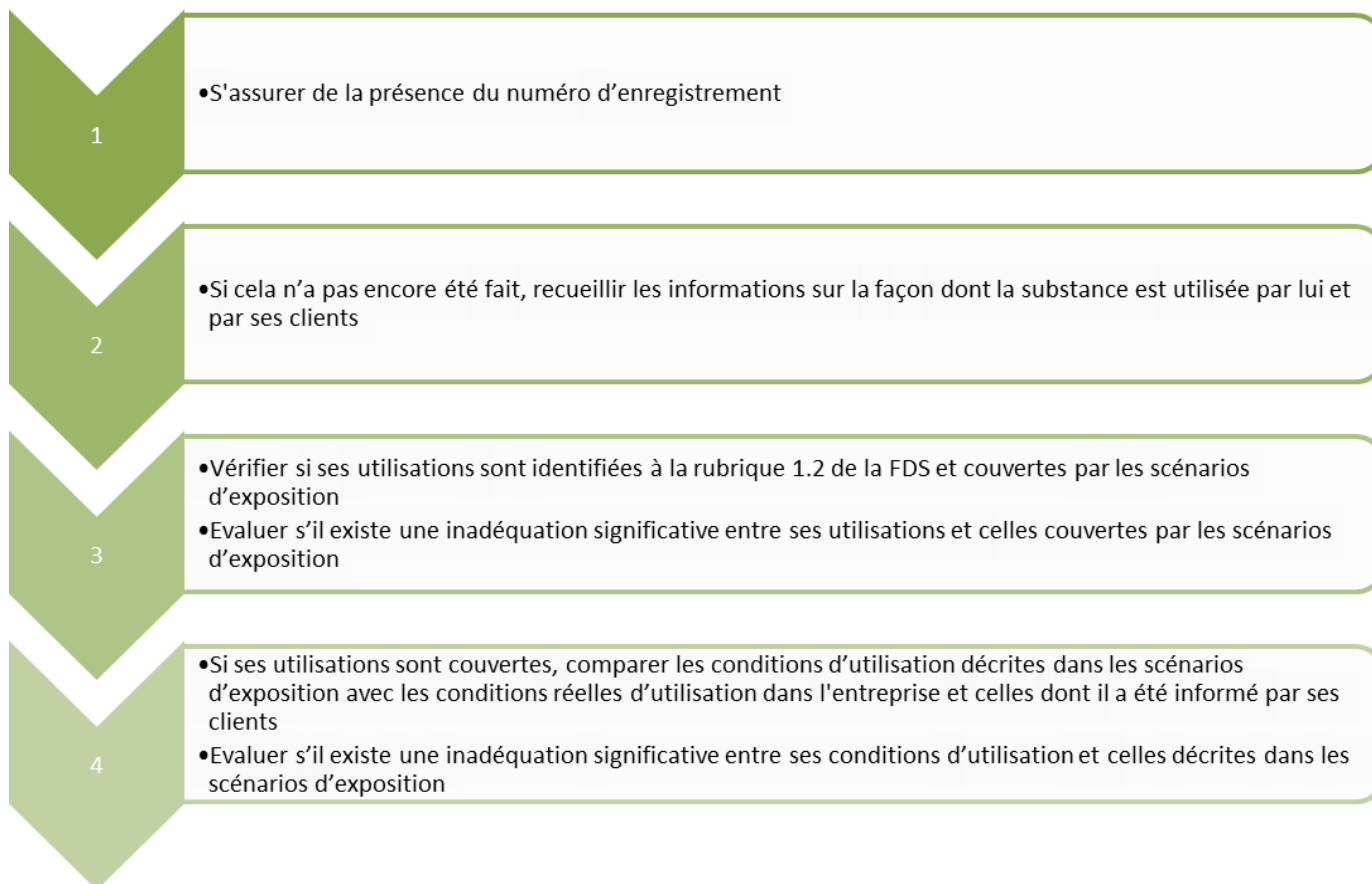 •S'assurer de la présence du numéro d’enregistrement
1
•Si cela n’a pas encore été fait, recueillir les informations sur la façon dont la substance est utilisée par lui et
par ses clients
2
•Vérifier si ses utilisations sont identifiées à la rubrique 1.2 de la FDS et couvertes par les scénarios
d’exposition
•Evaluer s’il existe une inadéquation significative entre ses utilisations et celles couvertes par les scénarios
d’exposition
3
•Si ses utilisations sont couvertes, comparer les conditions d’utilisation décrites dans les scénarios
d’exposition avec les conditions réelles d’utilisation dans l'entreprise et celles dont il a été informé par ses
clients
•Evaluer s’il existe une inadéquation significative entre ses conditions d’utilisation et celles décrites dans les
scénarios d’exposition
4